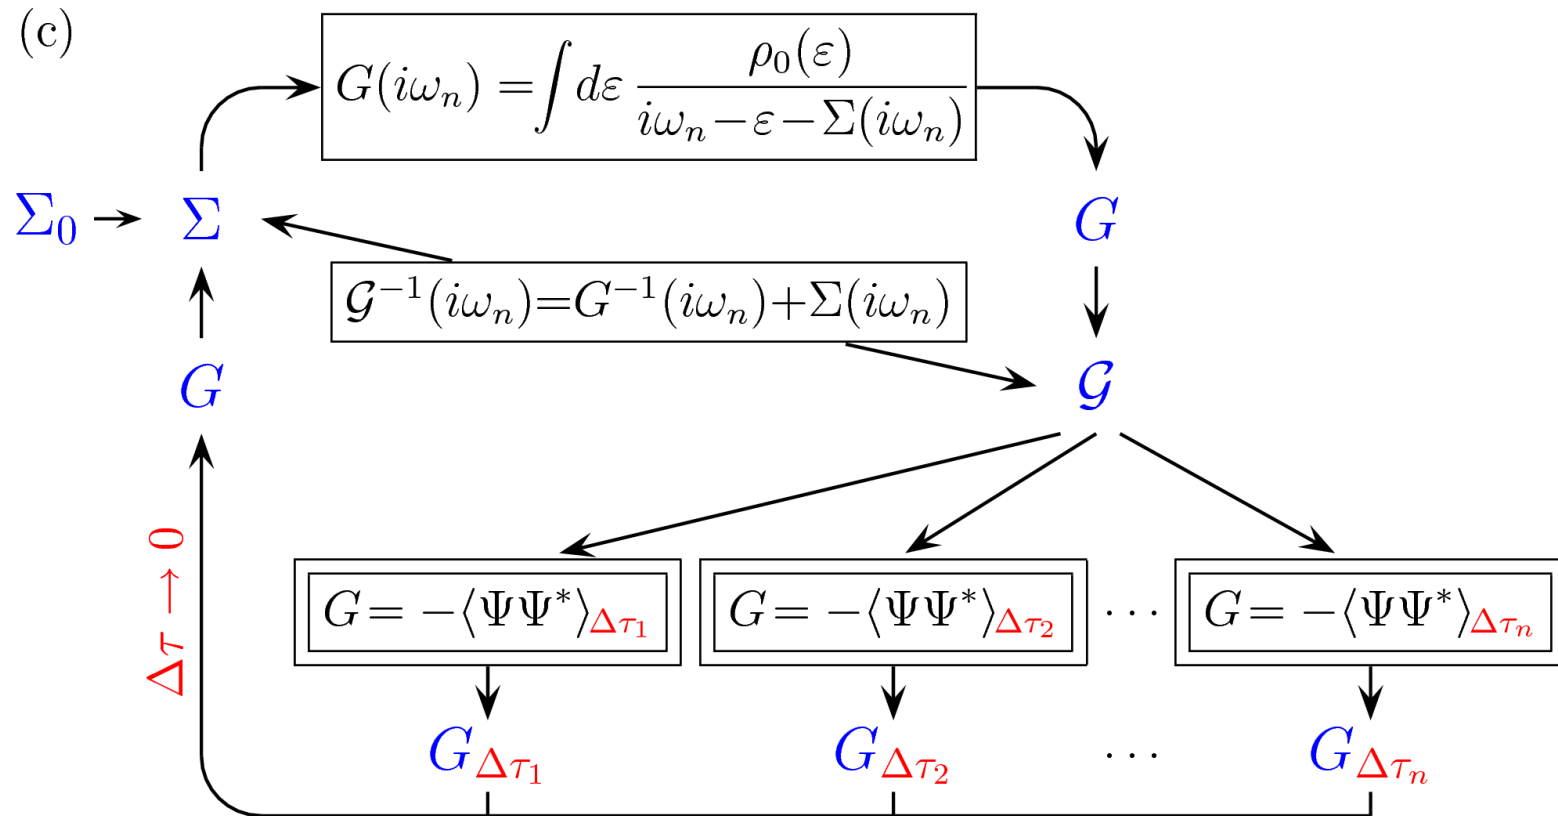 (c)
G(iω_n) = ∫ dε ρ_0(ε) / (iω_n − ε − Σ(iω_n))
Σ_0 Σ G
𝒢^{-1}(iω_n)=G^{-1}(iω_n)+Σ(iω_n)
G 𝒢
Δτ → 0
G = −⟨ΨΨ*⟩_{Δτ_1} G = −⟨ΨΨ*⟩_{Δτ_2} ⋯ G = −⟨ΨΨ*⟩_{Δτ_n}
G_{Δτ_1} G_{Δτ_2} ⋯ G_{Δτ_n}